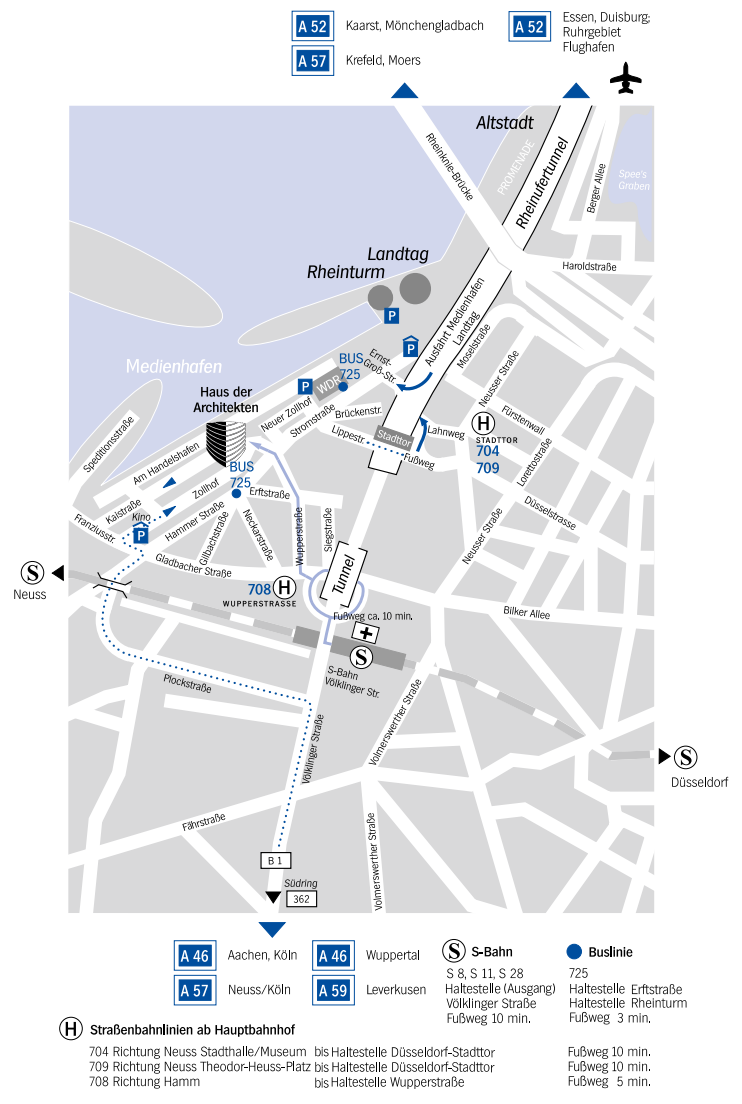 A 52 Kaarst, Mönchengladbach
A 57 Krefeld, Moers
A 52 Essen, Duisburg;
Ruhrgebiet
Flughafen
Altstadt
PROMENADE
Rheinufertunnel
Rheinknie-Brücke
Berger Allee
Spee's
Graben
Haroldstraße
Landtag
Rheinturm
P
Ausfahrt Medienhafen
Landtag
Moselstraße
P
Ernst-
Groß-Str.
BUS
725
WDR
P
Medienhafen
Haus der
Architekten
Neuer Zollhof
Stromstraße
Brückenstr.
Lippestr.
Stadttor
Fußweg
Lahnweg
H
STADTTOR
704
709
Neusser Straße
Fürstenwall
Lorettostraße
Düsselstrasse
Neusser Straße
Speditionsstraße
Am Handelshafen
BUS
725
Zollhof
Erftstraße
Kaistraße
Kino
P
Franziusstr.
Hammer Straße
Gilbachstraße
Neckarstraße
Wupperstraße
Siegstraße
Gladbacher Straße
Tunnel
708 H
WUPPERSTRASSE
S
Neuss
Fußweg ca. 10 min.
Bilker Allee
S
S-Bahn
Völklinger Str.
Plockstraße
Völklinger Straße
Volmerswerther Straße
S
Düsseldorf
Fährstraße
Volmerswerther Straße
B 1
Südring
362
A 46 Aachen, Köln
A 57 Neuss/Köln
A 46 Wuppertal
A 59 Leverkusen
S S-Bahn
S 8, S 11, S 28
Haltestelle (Ausgang)
Völklinger Straße
Fußweg 10 min.
Buslinie
725
Haltestelle Erftstraße
Haltestelle Rheinturm
Fußweg 3 min.
H Straßenbahnlinien ab Hauptbahnhof
704 Richtung Neuss Stadthalle/Museum bis Haltestelle Düsseldorf-Stadttor Fußweg 10 min.
709 Richtung Neuss Theodor-Heuss-Platz bis Haltestelle Düsseldorf-Stadttor Fußweg 10 min.
708 Richtung Hamm bis Haltestelle Wupperstraße Fußweg 5 min.